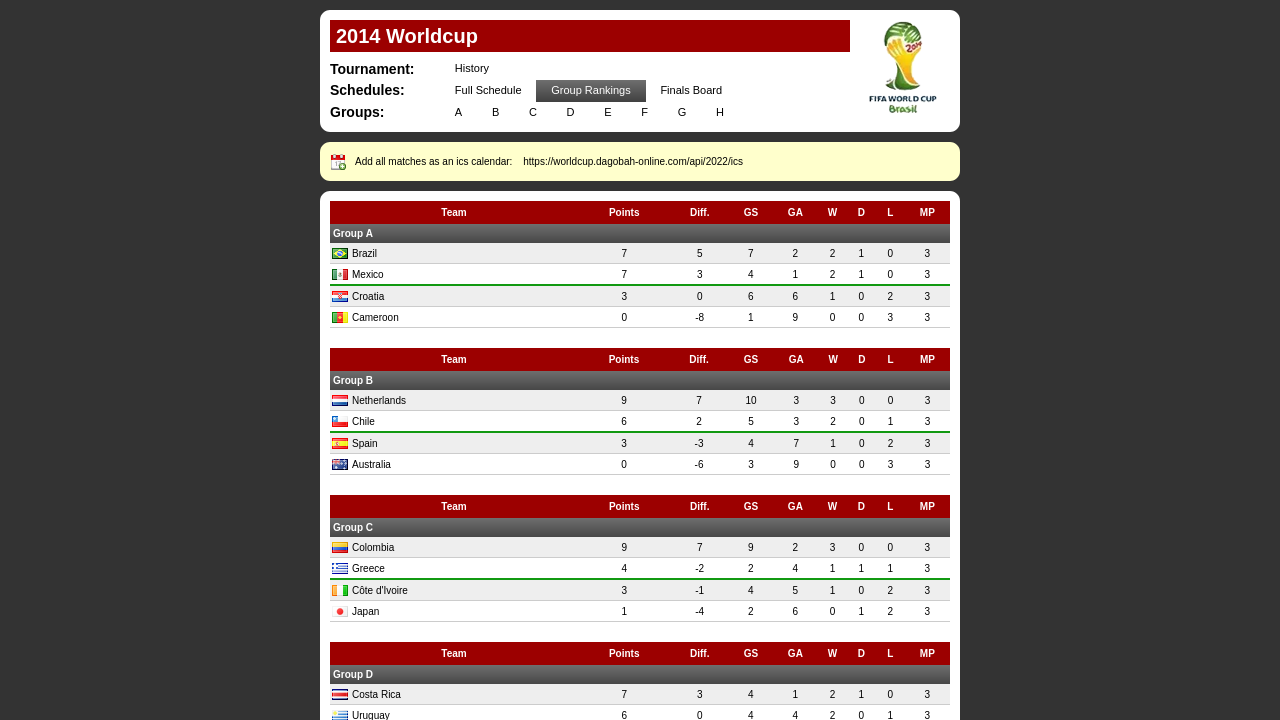 2014 Worldcup
Tournament: History
Schedules: Full Schedule Group Rankings Finals Board
Groups: A B C D E F G H
2014
FIFA WORLD CUP
Brasil
Add all matches as an ics calendar: https://worldcup.dagobah-online.com/api/2022/ics
Team Points Diff. GS GA W D L MP
Group A
Brazil 7 5 7 2 2 1 0 3
Mexico 7 3 4 1 2 1 0 3
Croatia 3 0 6 6 1 0 2 3
Cameroon 0 -8 1 9 0 0 3 3
Team Points Diff. GS GA W D L MP
Group B
Netherlands 9 7 10 3 3 0 0 3
Chile 6 2 5 3 2 0 1 3
Spain 3 -3 4 7 1 0 2 3
Australia 0 -6 3 9 0 0 3 3
Team Points Diff. GS GA W D L MP
Group C
Colombia 9 7 9 2 3 0 0 3
Greece 4 -2 2 4 1 1 1 3
Côte d'Ivoire 3 -1 4 5 1 0 2 3
Japan 1 -4 2 6 0 1 2 3
Team Points Diff. GS GA W D L MP
Group D
Costa Rica 7 3 4 1 2 1 0 3
Uruguay 6 0 4 4 2 0 1 3